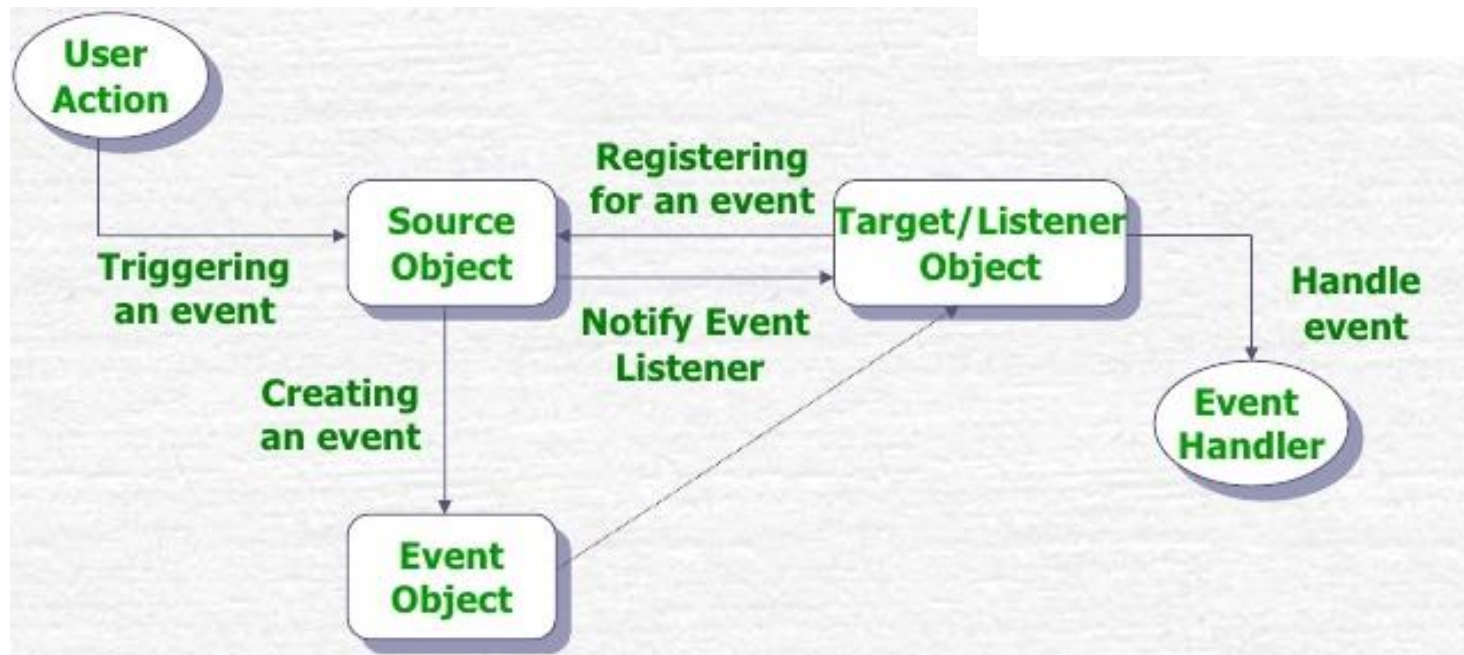 User
Action
Registering
for an event
Source
Object
Target/Listener
Object
Triggering
an event
Handle
event
Notify Event
Listener
Creating
an event
Event
Handler
Event
Object